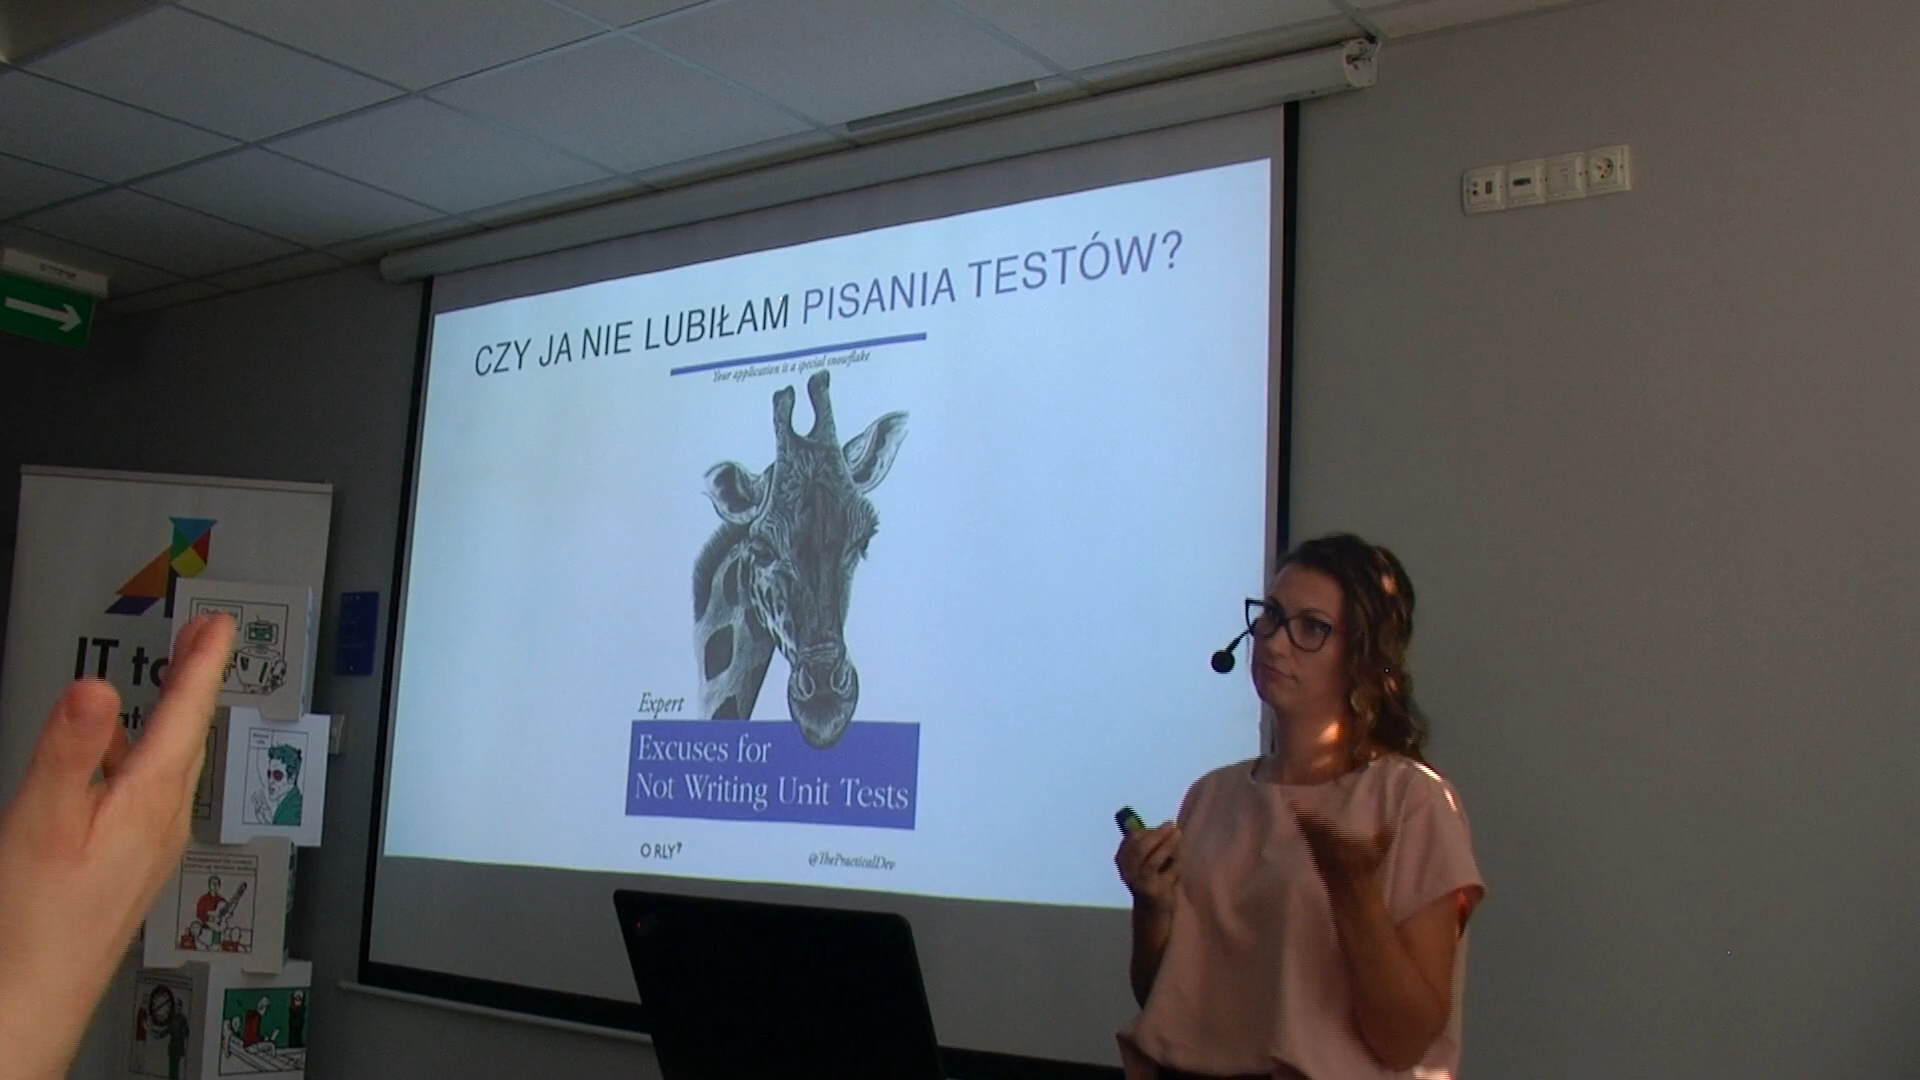 CZY JA NIE LUBIŁAM PISANIA TESTÓW?
Your application is a special snowflake
Expert
Excuses for
Not Writing Unit Tests
O RLY?
@ThePracticalDev
IT